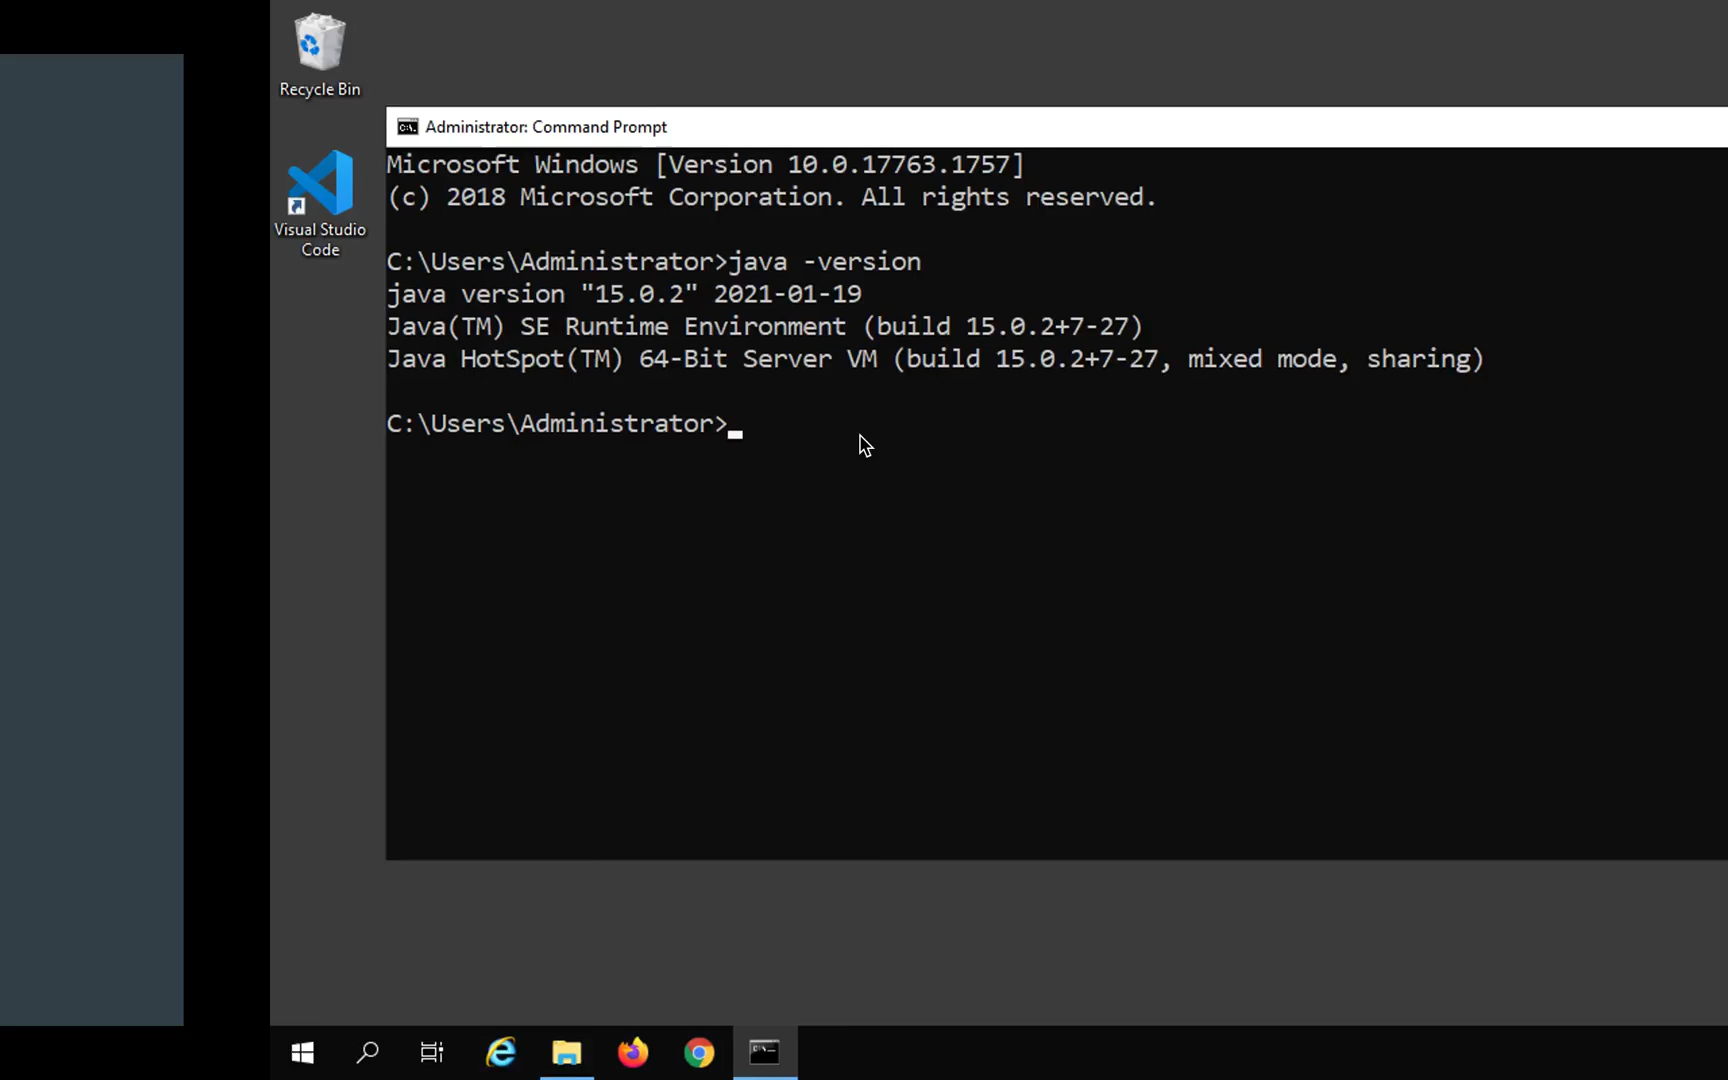 Recycle Bin
Visual Studio
Code
Administrator: Command Prompt
Microsoft Windows [Version 10.0.17763.1757]
(c) 2018 Microsoft Corporation. All rights reserved.
C:\Users\Administrator>java -version
java version "15.0.2" 2021-01-19
Java(TM) SE Runtime Environment (build 15.0.2+7-27)
Java HotSpot(TM) 64-Bit Server VM (build 15.0.2+7-27, mixed mode, sharing)
C:\Users\Administrator>